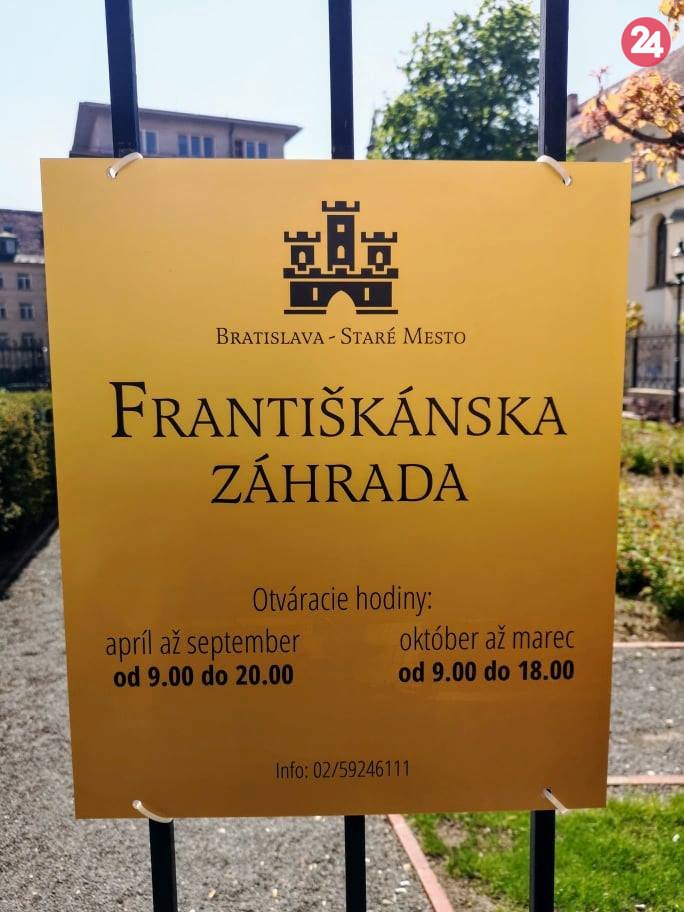 24
Bratislava - Staré Mesto
Františkánska
záhrada
Otváracie hodiny:
apríl až september
od 9.00 do 20.00
október až marec
od 9.00 do 18.00
Info: 02/59246111